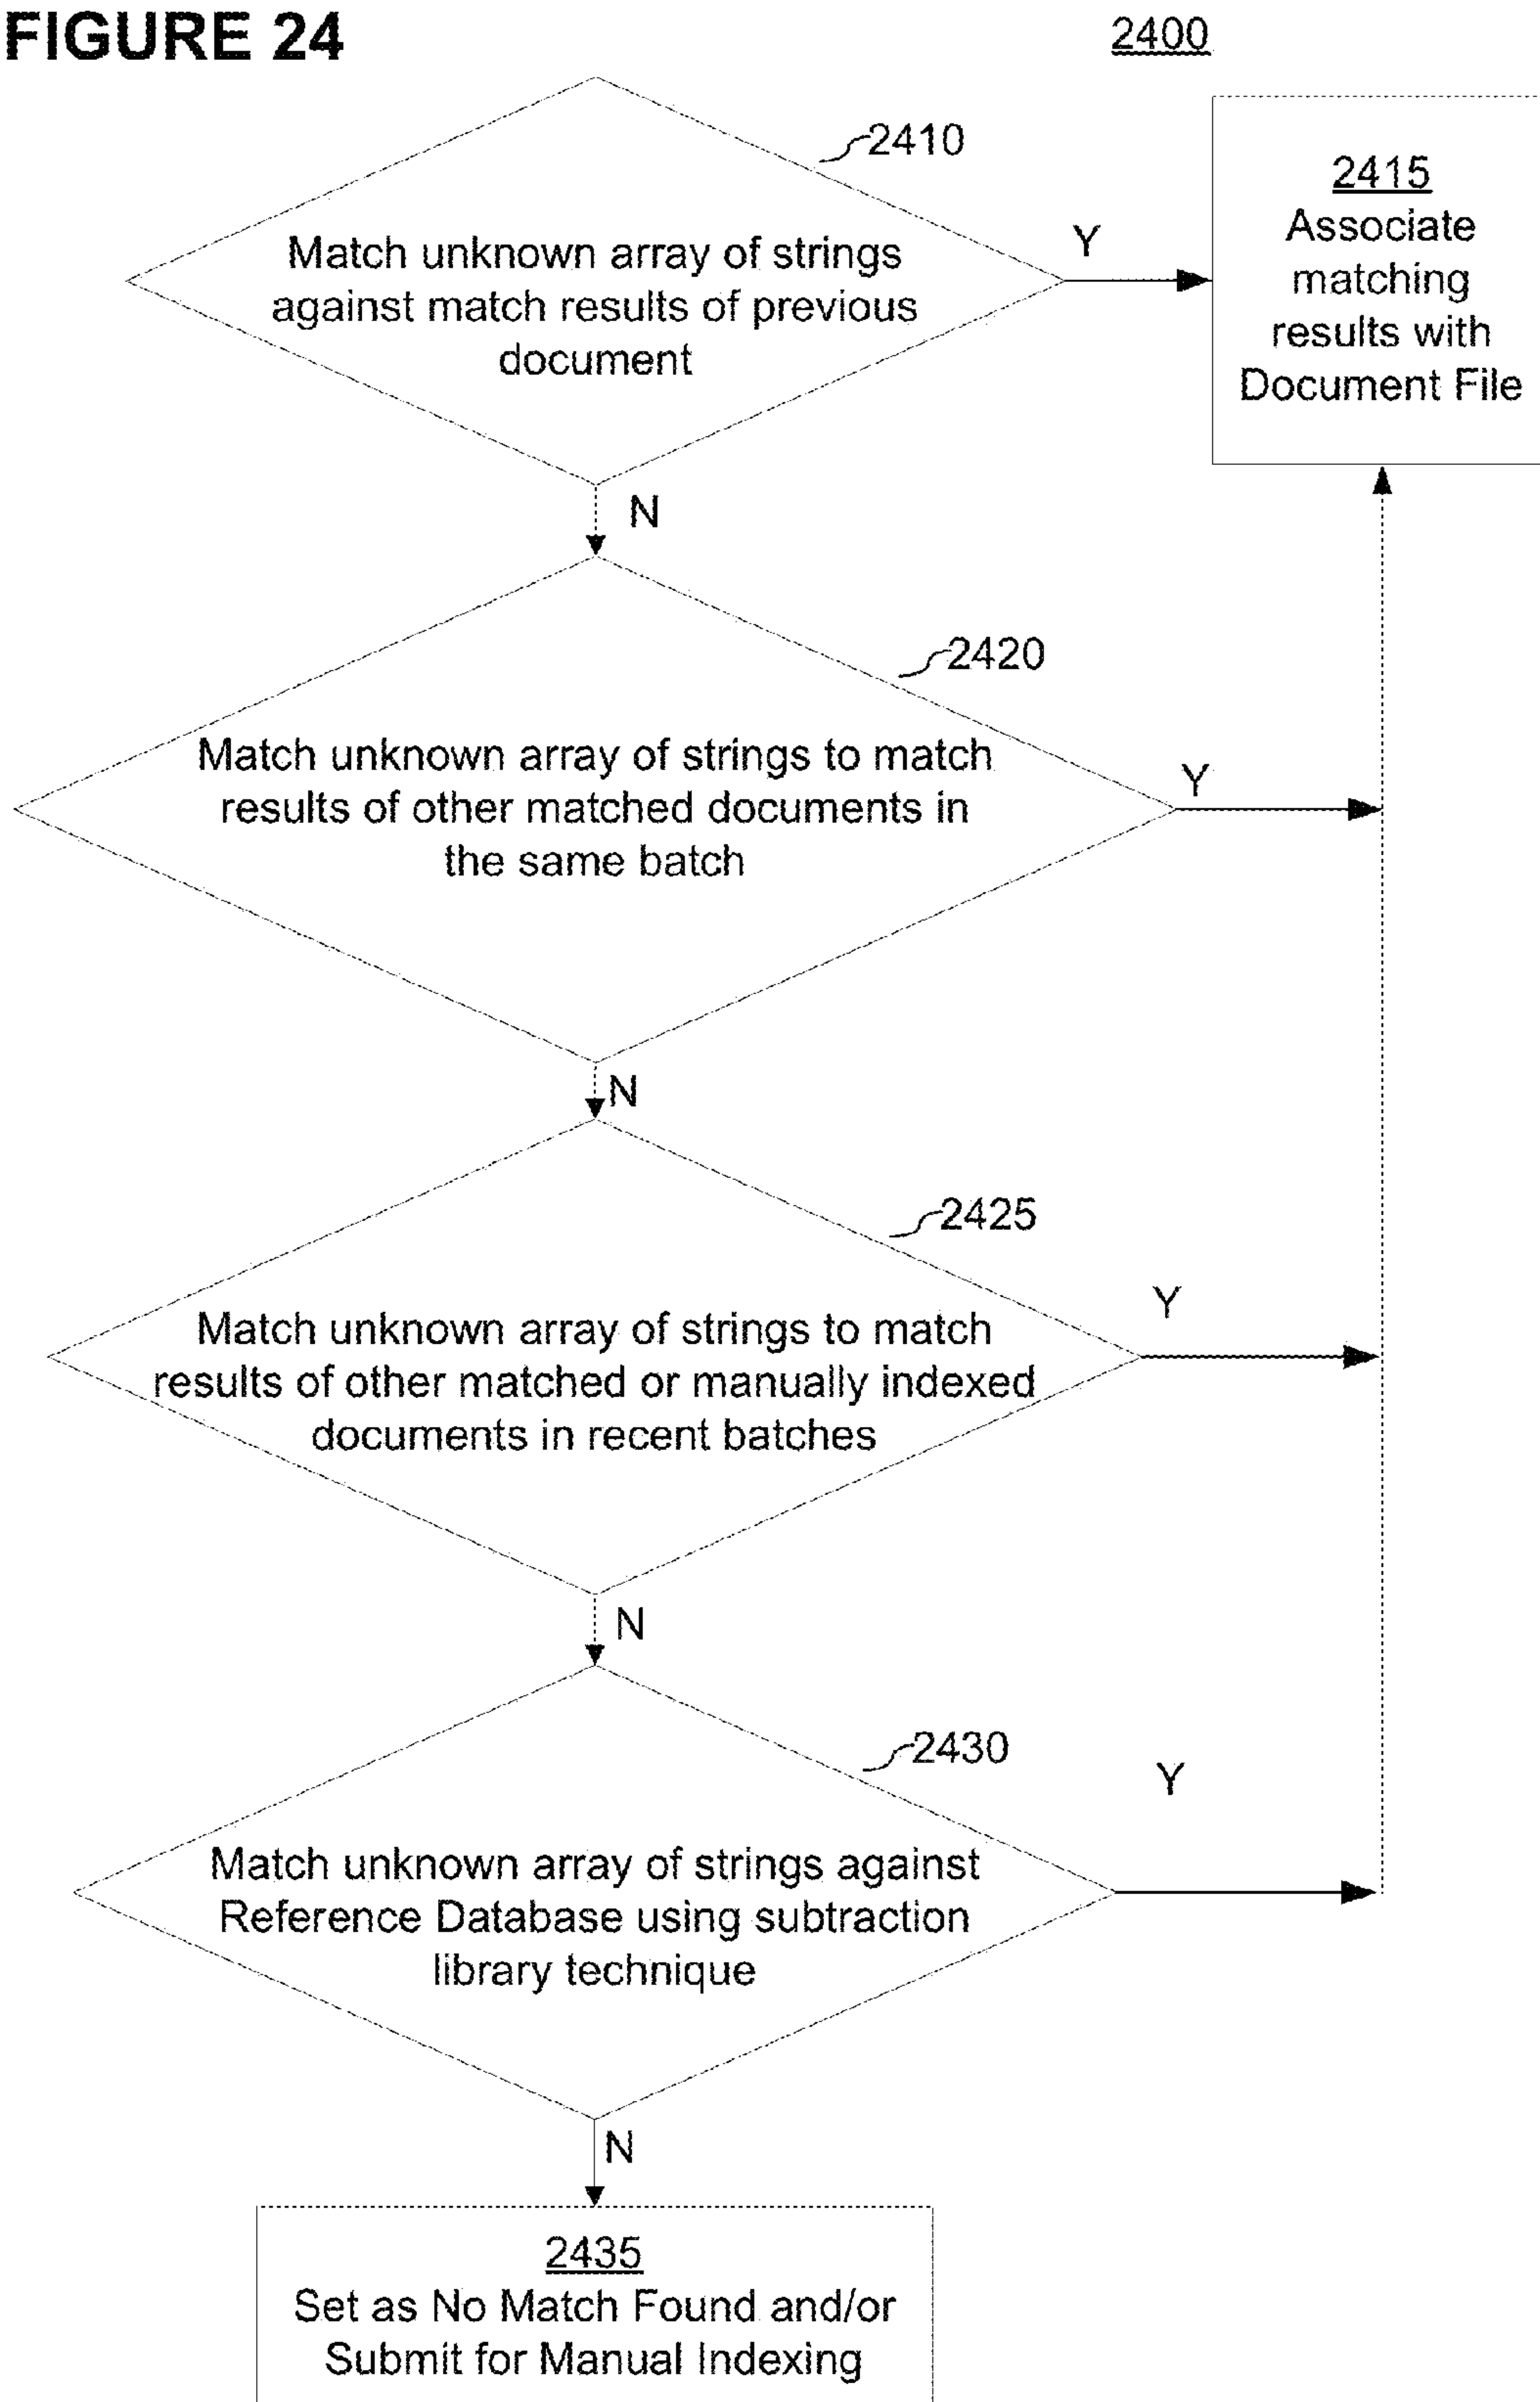 FIGURE 24
2400
2410
Match unknown array of strings
against match results of previous
document
Y
2415
Associate
matching
results with
Document File
N
2420
Match unknown array of strings to match
results of other matched documents in
the same batch
Y
N
2425
Match unknown array of strings to match
results of other matched or manually indexed
documents in recent batches
Y
N
2430
Match unknown array of strings against
Reference Database using subtraction
library technique
Y
N
2435
Set as No Match Found and/or
Submit for Manual Indexing